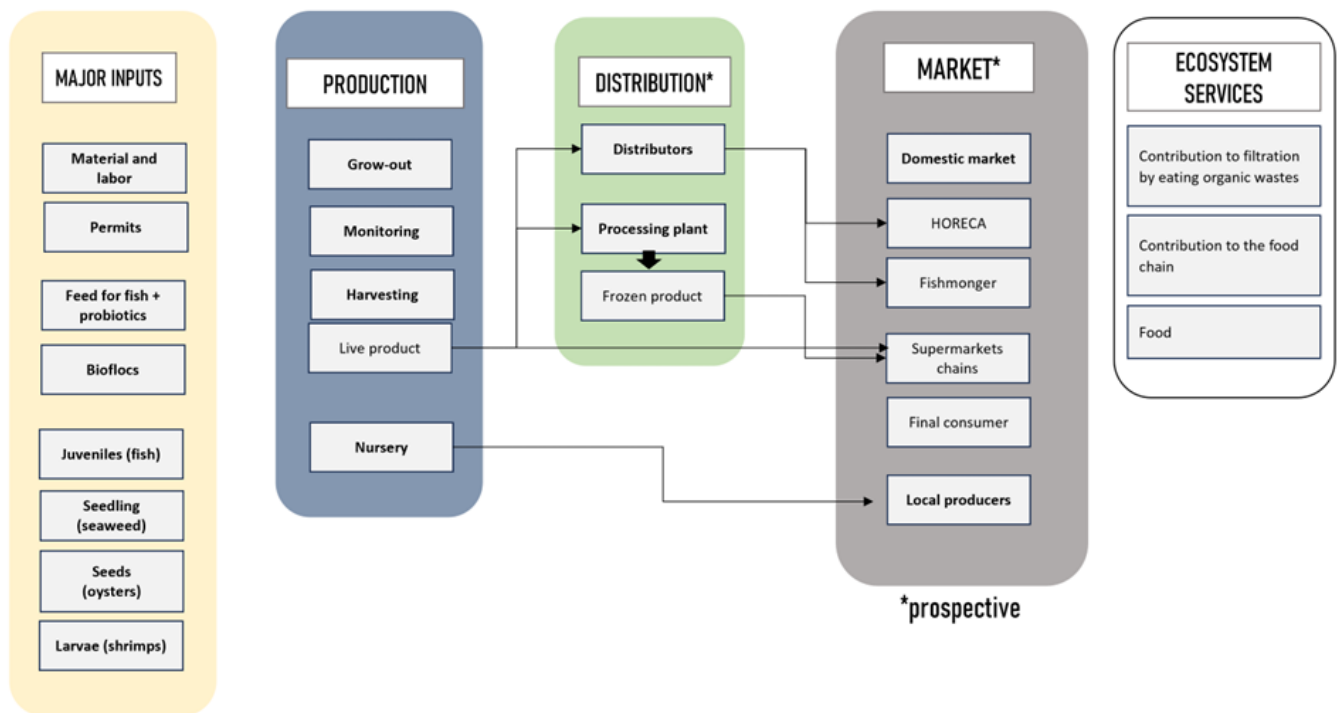 MAJOR INPUTS
Material and
labor
Permits
Feed for fish +
probiotics
Bioflocs
Juveniles (fish)
Seedling
(seaweed)
Seeds
(oysters)
Larvae (shrimps)
PRODUCTION
Grow-out
Monitoring
Harvesting
Live product
Nursery
DISTRIBUTION*
Distributors
Processing plant
Frozen product
MARKET*
Domestic market
HORECA
Fishmonger
Supermarkets
chains
Final consumer
Local producers
*prospective
ECOSYSTEM
SERVICES
Contribution to filtration
by eating organic wastes
Contribution to the food
chain
Food